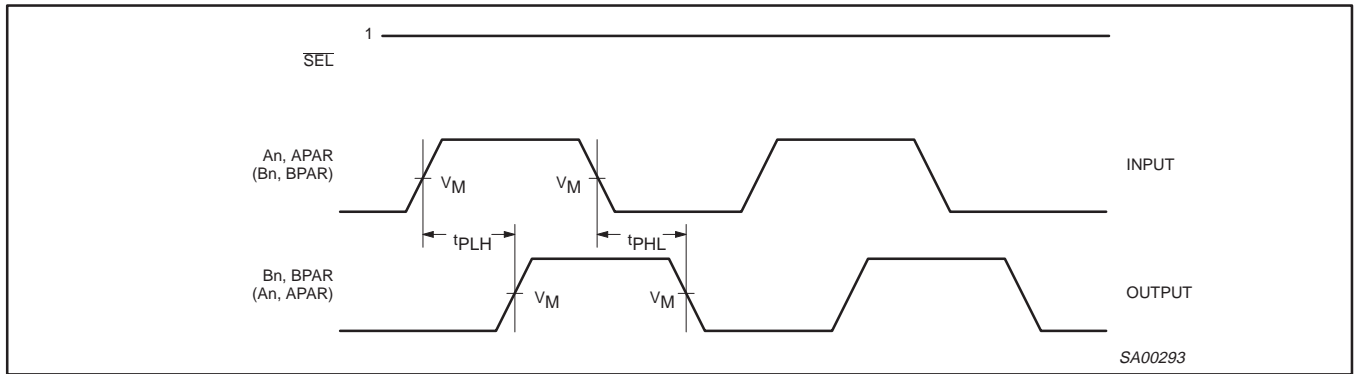 1
SEL
An, APAR
(Bn, BPAR)
VM
VM
INPUT
tPLH
tPHL
Bn, BPAR
(An, APAR)
VM
VM
OUTPUT
SA00293